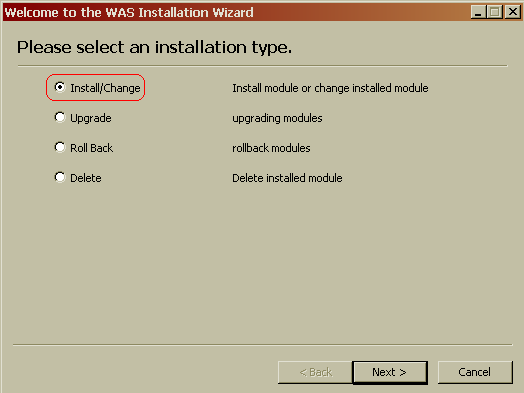 Welcome to the WAS Installation Wizard
Please select an installation type.
Install/Change Install module or change installed module
Upgrade upgrading modules
Roll Back rollback modules
Delete Delete installed module
< Back Next > Cancel